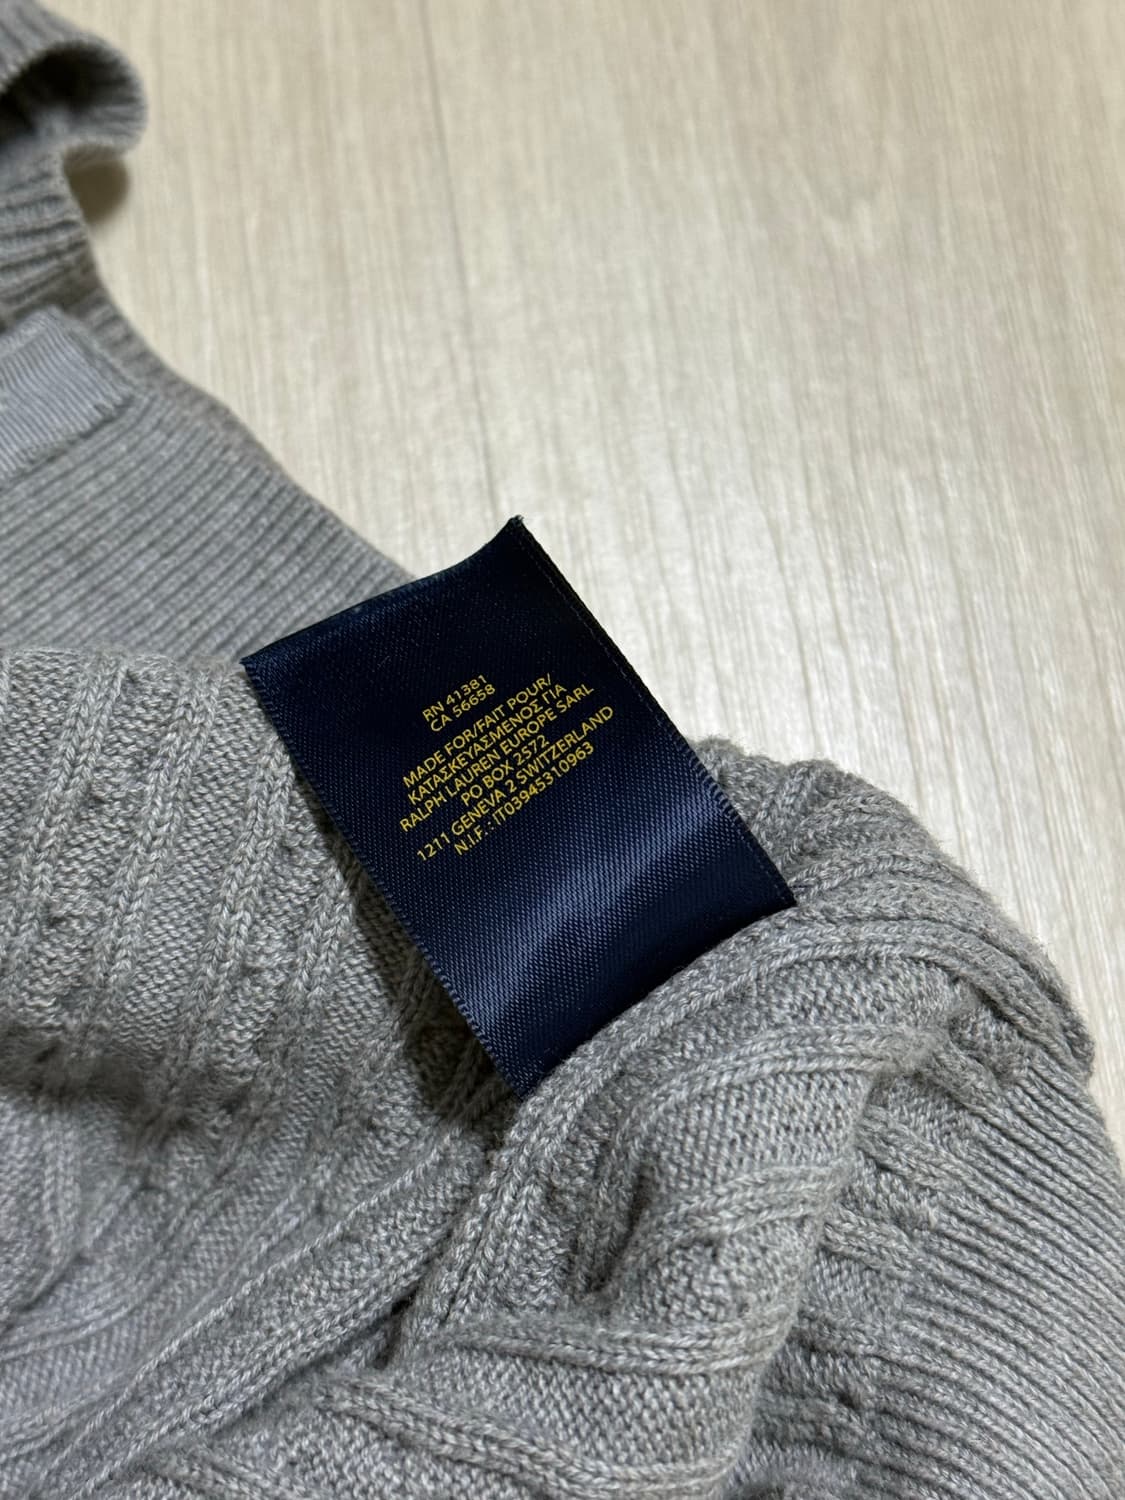 RN 41381
CA 56658
MADE FOR/FAIT POUR/
ΚΑΤΑΣΚΕΥΑΣΜΕΝΟΣ ΓΙΑ
RALPH LAUREN EUROPE SARL
PO BOX 2572
1211 GENEVA 2 SWITZERLAND
N.I.F.: IT03945310963